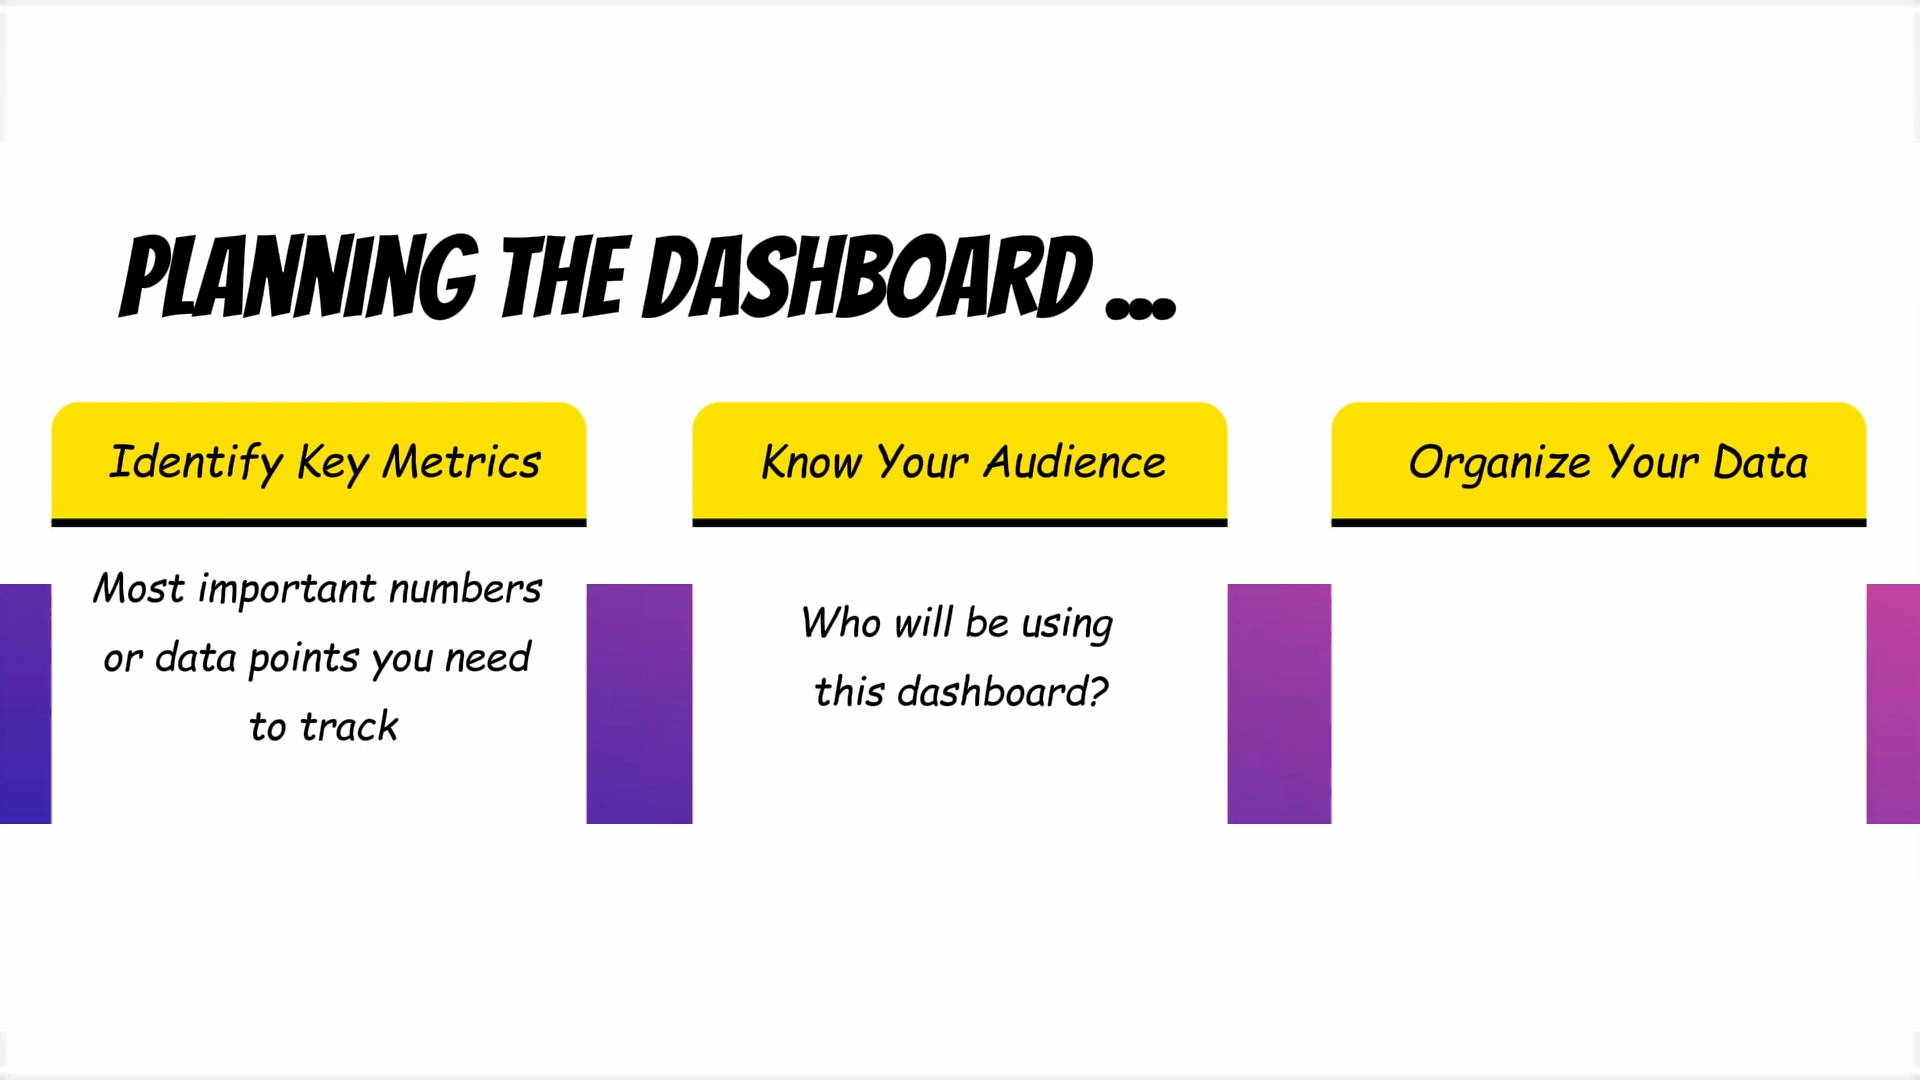 PLANNING THE DASHBOARD ...
Identify Key Metrics
Most important numbers
or data points you need
to track
Know Your Audience
Who will be using
this dashboard?
Organize Your Data